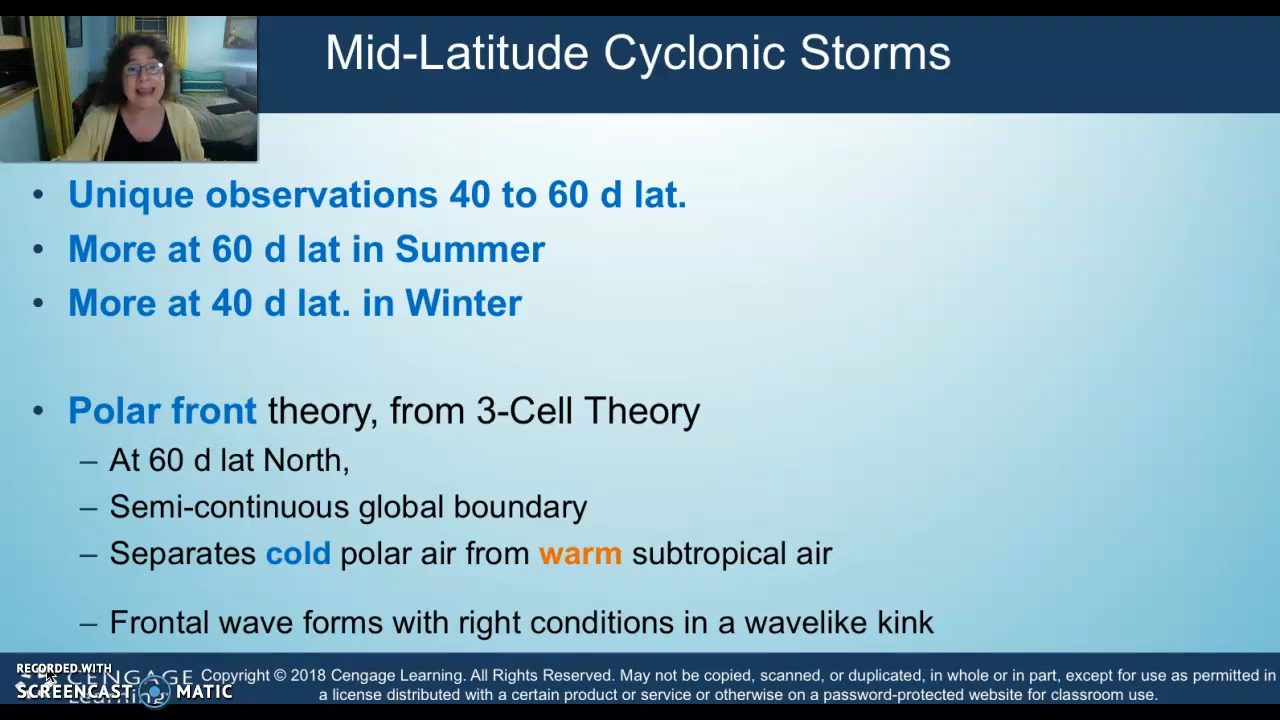 Mid-Latitude Cyclonic Storms
• Unique observations 40 to 60 d lat.
• More at 60 d lat in Summer
• More at 40 d lat. in Winter
• Polar front theory, from 3-Cell Theory
– At 60 d lat North,
– Semi-continuous global boundary
– Separates cold polar air from warm subtropical air
– Frontal wave forms with right conditions in a wavelike kink
RECORDED WITH
SCREENCAST MATIC
CENGAGE
Learning
Copyright © 2018 Cengage Learning. All Rights Reserved. May not be copied, scanned, or duplicated, in whole or in part, except for use as permitted in
a license distributed with a certain product or service or otherwise on a password-protected website for classroom use.